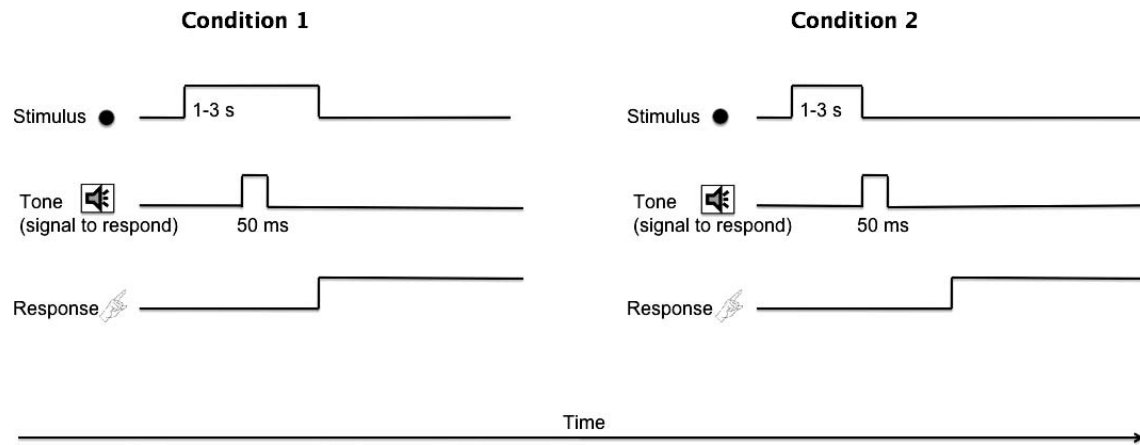 Condition 1
Condition 2
Stimulus
1-3 s
Stimulus
1-3 s
Tone
(signal to respond)
50 ms
Tone
(signal to respond)
50 ms
Response
Response
Time